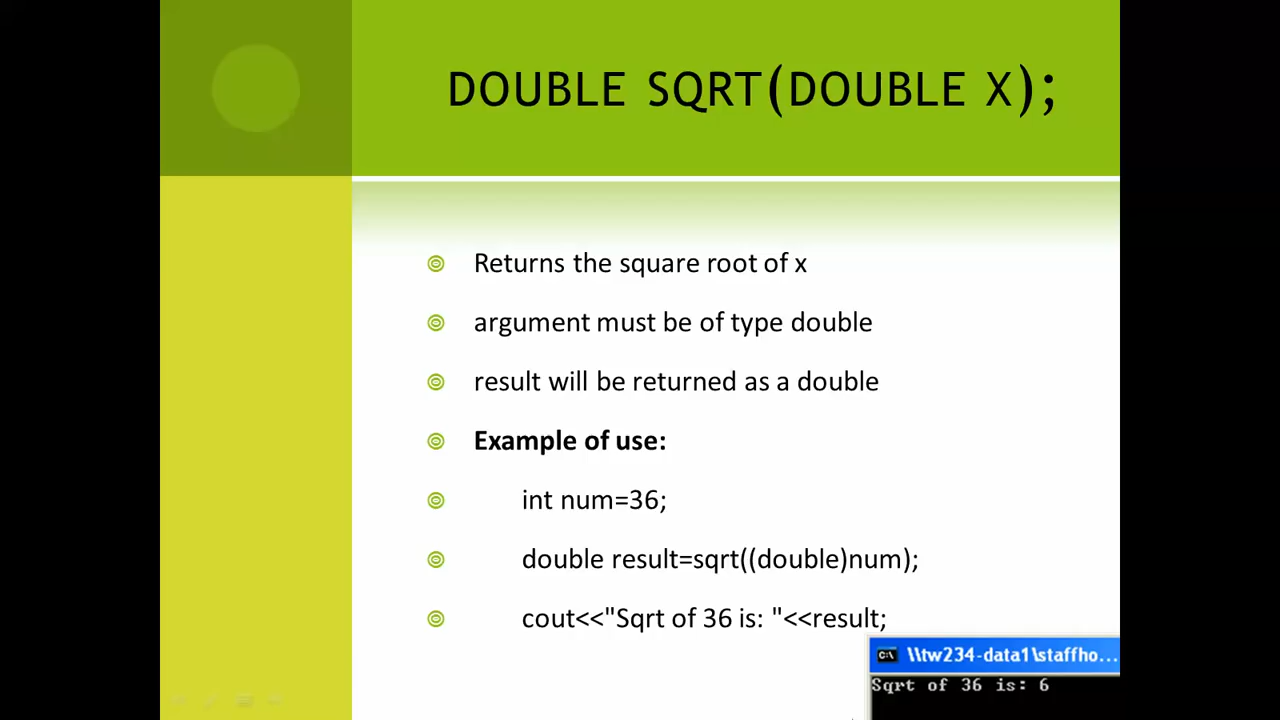 DOUBLE SQRT(DOUBLE X);
Returns the square root of x
argument must be of type double
result will be returned as a double
Example of use:
int num=36;
double result=sqrt((double)num);
cout<<"Sqrt of 36 is: "<<result;
C:\ \\tw234-data1\staffho...
Sqrt of 36 is: 6